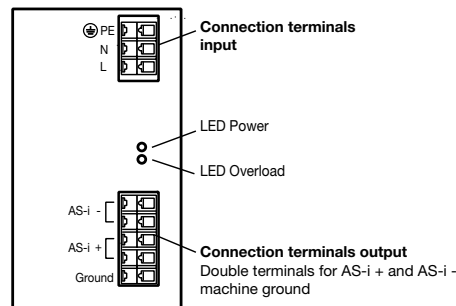 PE
N
L
Connection terminals
input
LED Power
LED Overload
AS-i -
AS-i +
Ground
Connection terminals output
Double terminals for AS-i + and AS-i -
machine ground